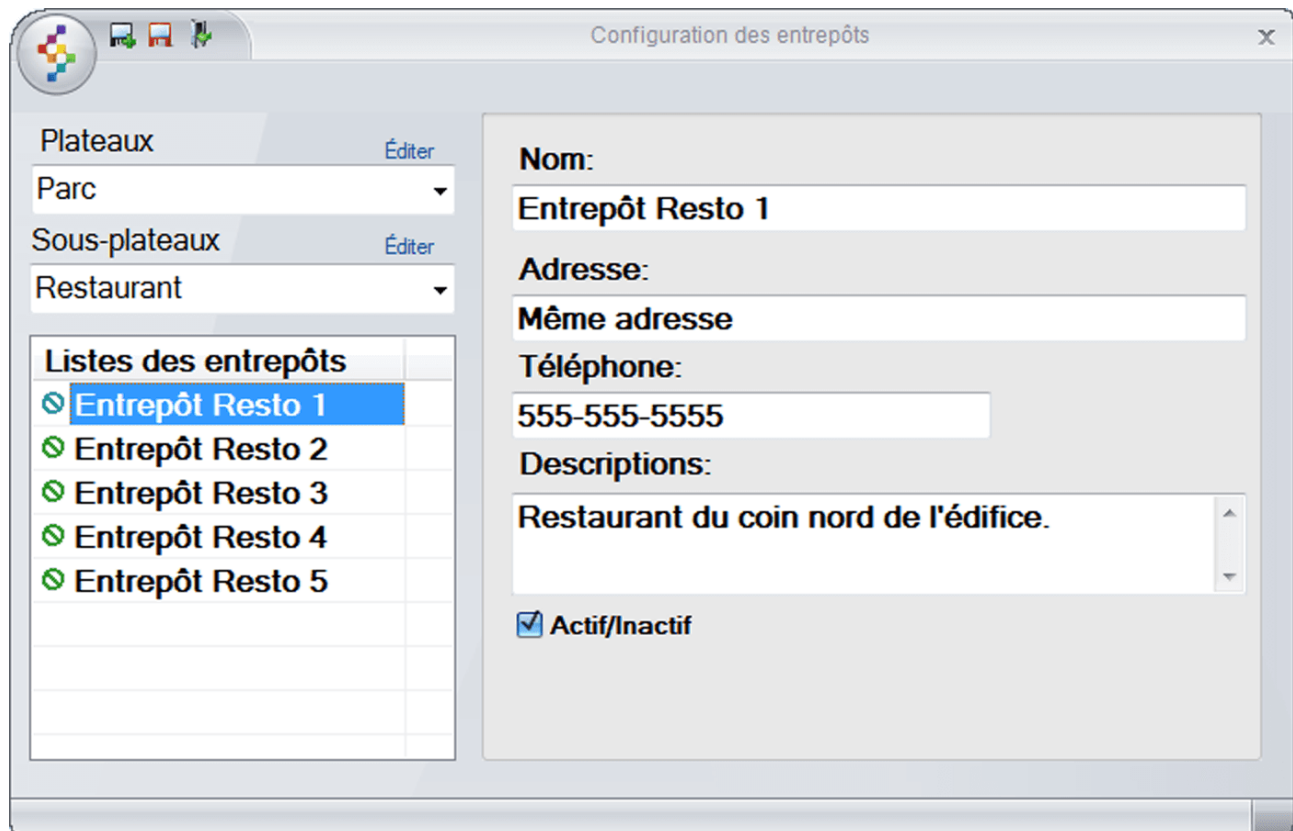 Configuration des entrepôts
Plateaux
Éditer
Parc
Sous-plateaux
Éditer
Restaurant
Listes des entrepôts
Entrepôt Resto 1
Entrepôt Resto 2
Entrepôt Resto 3
Entrepôt Resto 4
Entrepôt Resto 5
Nom:
Entrepôt Resto 1
Adresse:
Même adresse
Téléphone:
555-555-5555
Descriptions:
Restaurant du coin nord de l'édifice.
Actif/Inactif